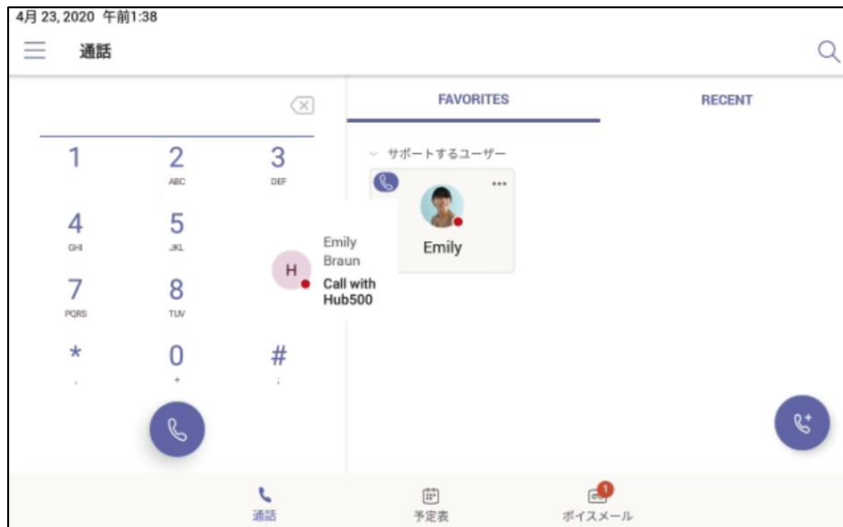 4月 23, 2020 午前1:38
通話
FAVORITES
RECENT
サポートするユーザー
1
2
ABC
3
DEF
4
GHI
5
JKL
7
PQRS
8
TUV
*
,
0
+
#
;
H
Emily
Braun
Call with
Hub500
Emily
通話
予定表
1
ボイスメール